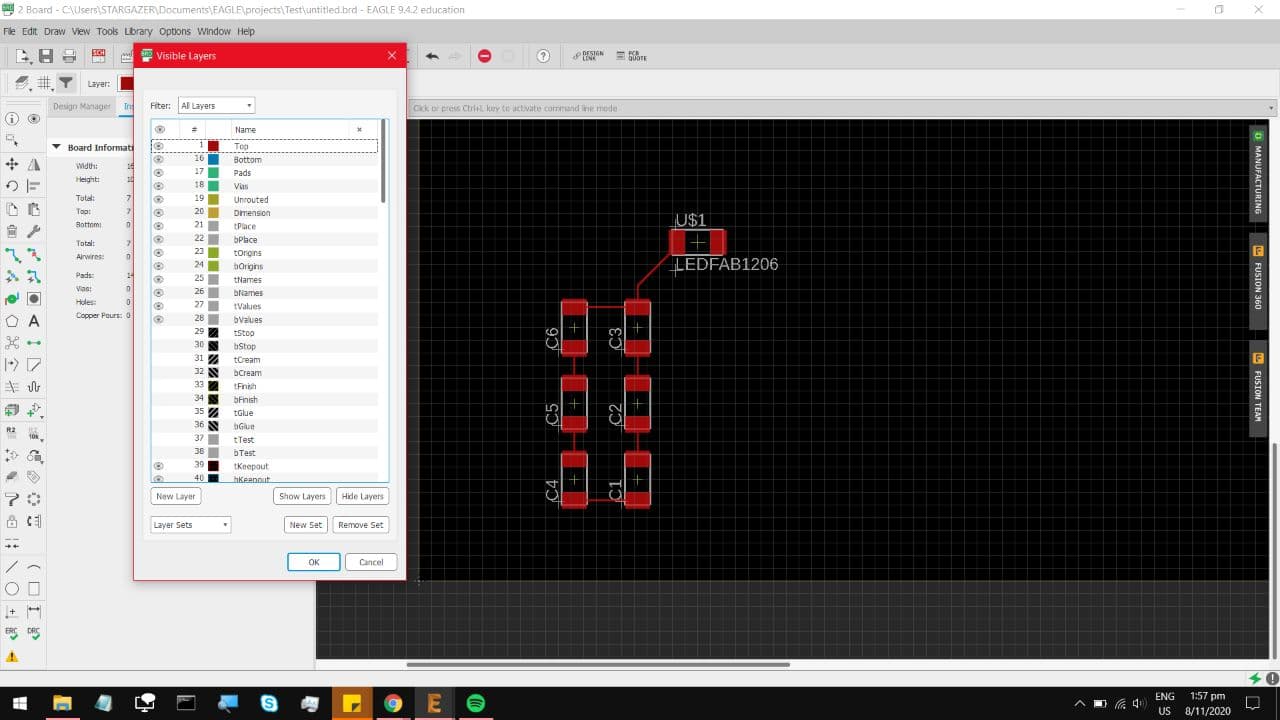 2 Board - C:\Users\STARGAZER\Documents\EAGLE\projects\Test\untitled.brd - EAGLE 9.4.2 education
File Edit Draw View Tools Library Options Window Help
SCH
DESIGN LINK
PCB QUOTE
Layer:
Design Manager
Click or press Ctrl+L key to activate command line mode
Board Informati
Width:
Height:
Total: 7
Top: 7
Bottom: 0
Total: 7
Airwires: 0
Pads: 14
Vias: 0
Holes: 0
Copper Pours: 0
R2
10k
ERC
DRC
Visible Layers
Filter: All Layers
# Name
1 Top
16 Bottom
17 Pads
18 Vias
19 Unrouted
20 Dimension
21 tPlace
22 bPlace
23 tOrigins
24 bOrigins
25 tNames
26 bNames
27 tValues
28 bValues
29 tStop
30 bStop
31 tCream
32 bCream
33 tFinish
34 bFinish
35 tGlue
36 bGlue
37 tTest
38 bTest
39 tKeepout
40 bKeepout
New Layer Show Layers Hide Layers
Layer Sets New Set Remove Set
OK Cancel
U$1
LEDFAB1206
C6
C3
C5
C2
C4
C1
MANUFACTURING
FUSION 360
FUSION TEAM
ENG
US
1:57 pm
8/11/2020